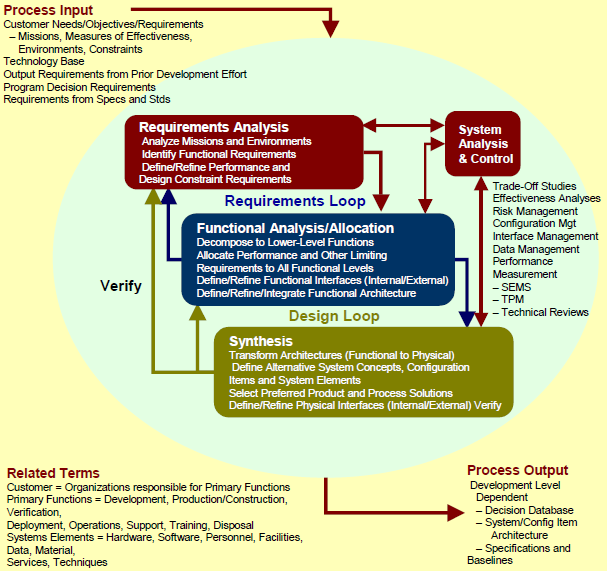 Process Input
Customer Needs/Objectives/Requirements
– Missions, Measures of Effectiveness,
Environments, Constraints
Technology Base
Output Requirements from Prior Development Effort
Program Decision Requirements
Requirements from Specs and Stds
Requirements Analysis
Analyze Missions and Environments
Identify Functional Requirements
Define/Refine Performance and
Design Constraint Requirements
System
Analysis
& Control
Trade-Off Studies
Effectiveness Analyses
Risk Management
Configuration Mgt
Interface Management
Data Management
Performance
Measurement
– SEMS
– TPM
– Technical Reviews
Requirements Loop
Functional Analysis/Allocation
Decompose to Lower-Level Functions
Allocate Performance and Other Limiting
Requirements to All Functional Levels
Define/Refine Functional Interfaces (Internal/External)
Define/Refine/Integrate Functional Architecture
Verify
Design Loop
Synthesis
Transform Architectures (Functional to Physical)
Define Alternative System Concepts, Configuration
Items and System Elements
Select Preferred Product and Process Solutions
Define/Refine Physical Interfaces (Internal/External) Verify
Related Terms
Customer = Organizations responsible for Primary Functions
Primary Functions = Development, Production/Construction,
Verification,
Deployment, Operations, Support, Training, Disposal
Systems Elements = Hardware, Software, Personnel, Facilities,
Data, Material,
Services, Techniques
Process Output
Development Level
Dependent
– Decision Database
– System/Config Item
Architecture
– Specifications and
Baselines